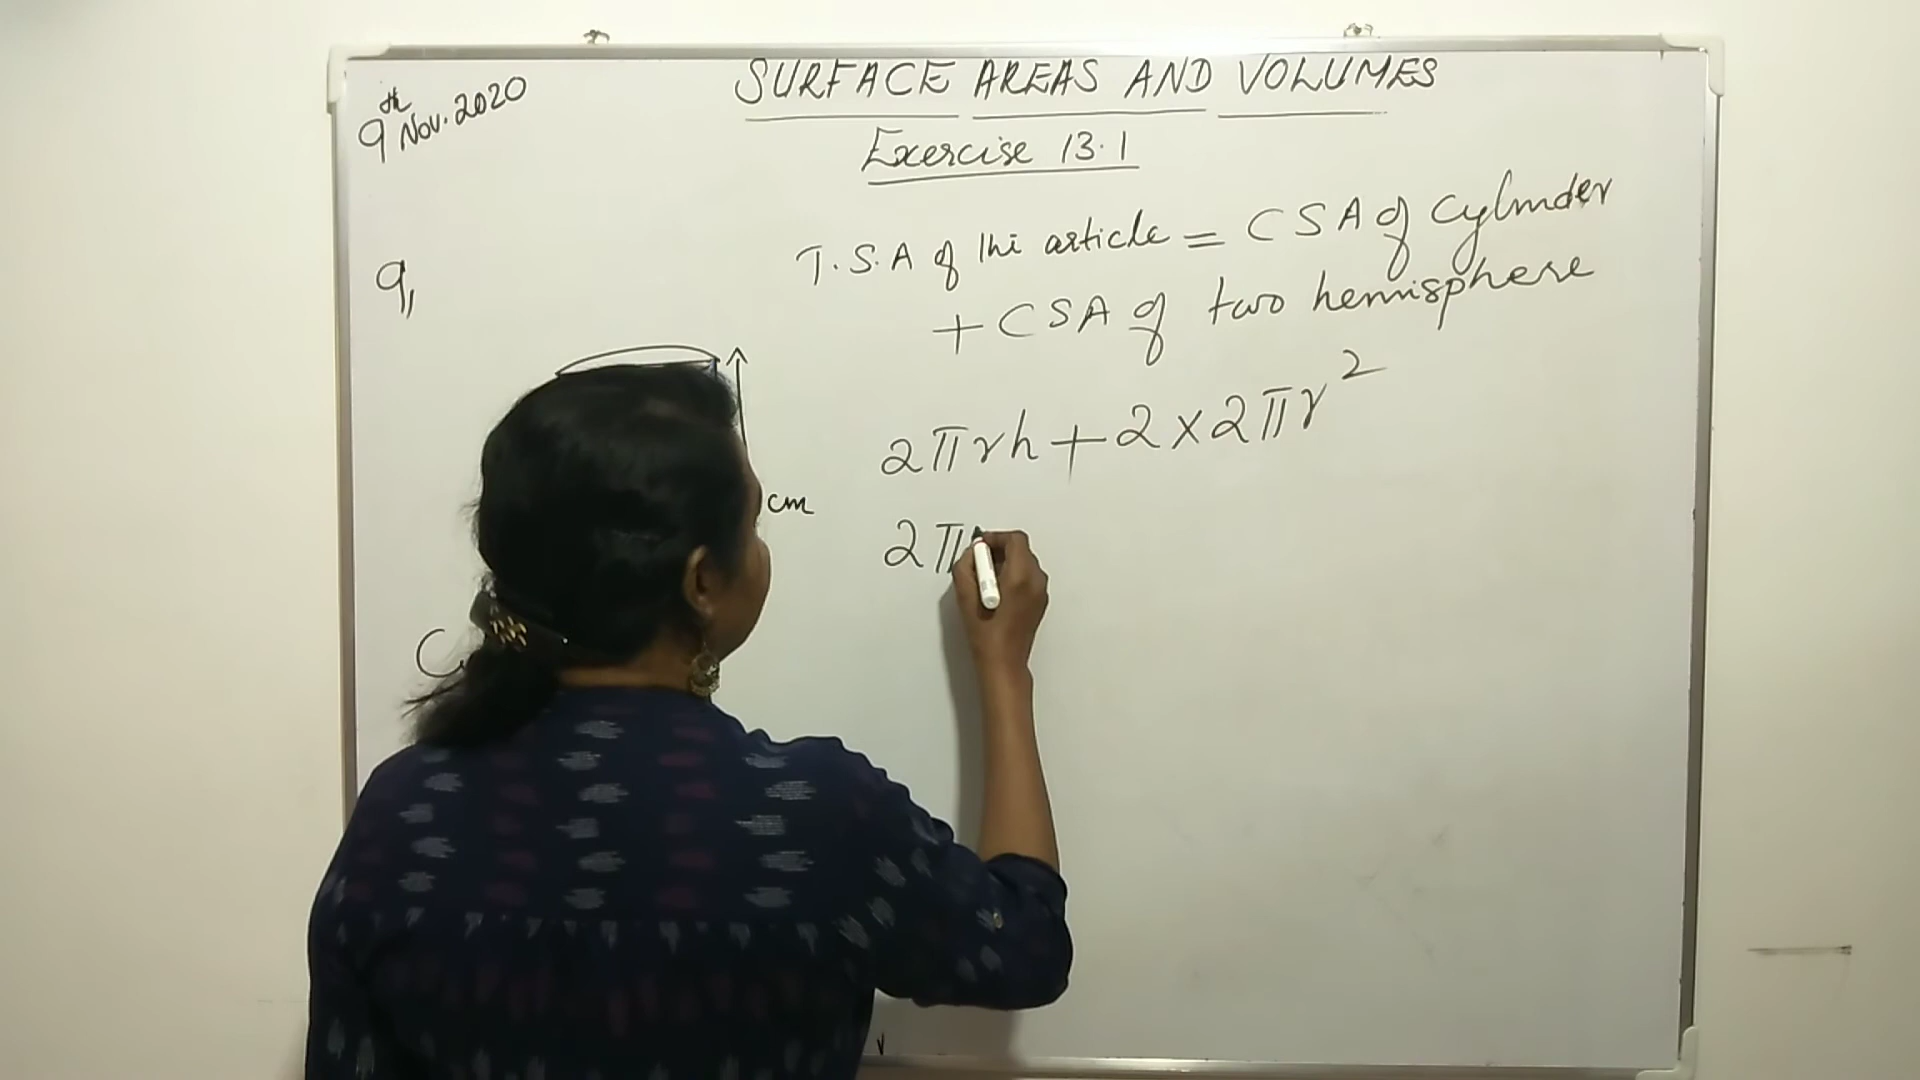 9th Nov. 2020
SURFACE AREAS AND VOLUMES
Exercise 13.1
9,
T.S.A of the article = CSA of Cylinder
+ CSA of two hemisphere
2πrh + 2 × 2πr²
cm
2π
C